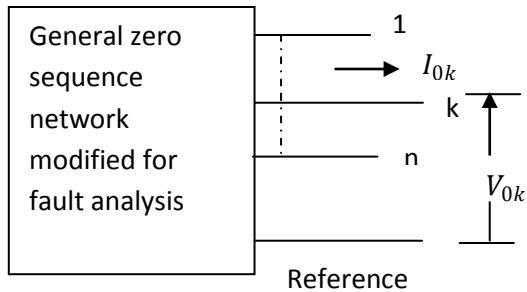 General zero
sequence
network
modified for
fault analysis
1
I₀ₖ
k
n
V₀ₖ
Reference